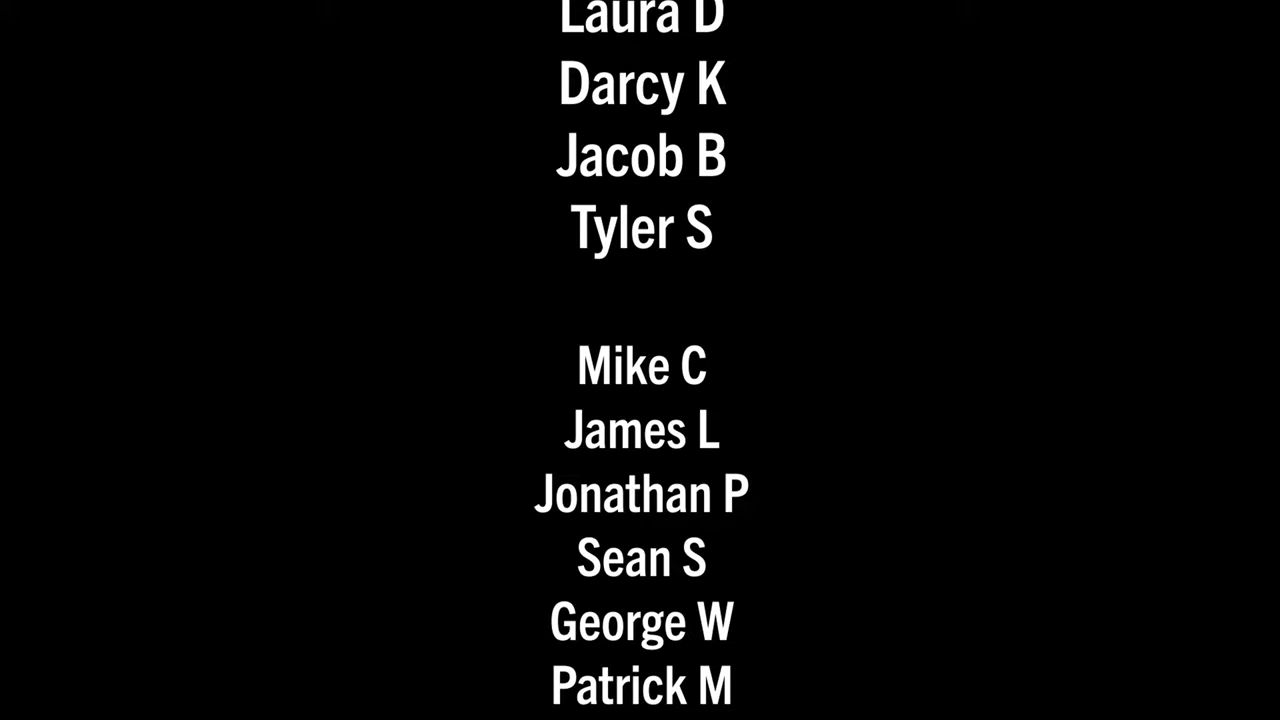 Laura D
Darcy K
Jacob B
Tyler S
Mike C
James L
Jonathan P
Sean S
George W
Patrick M